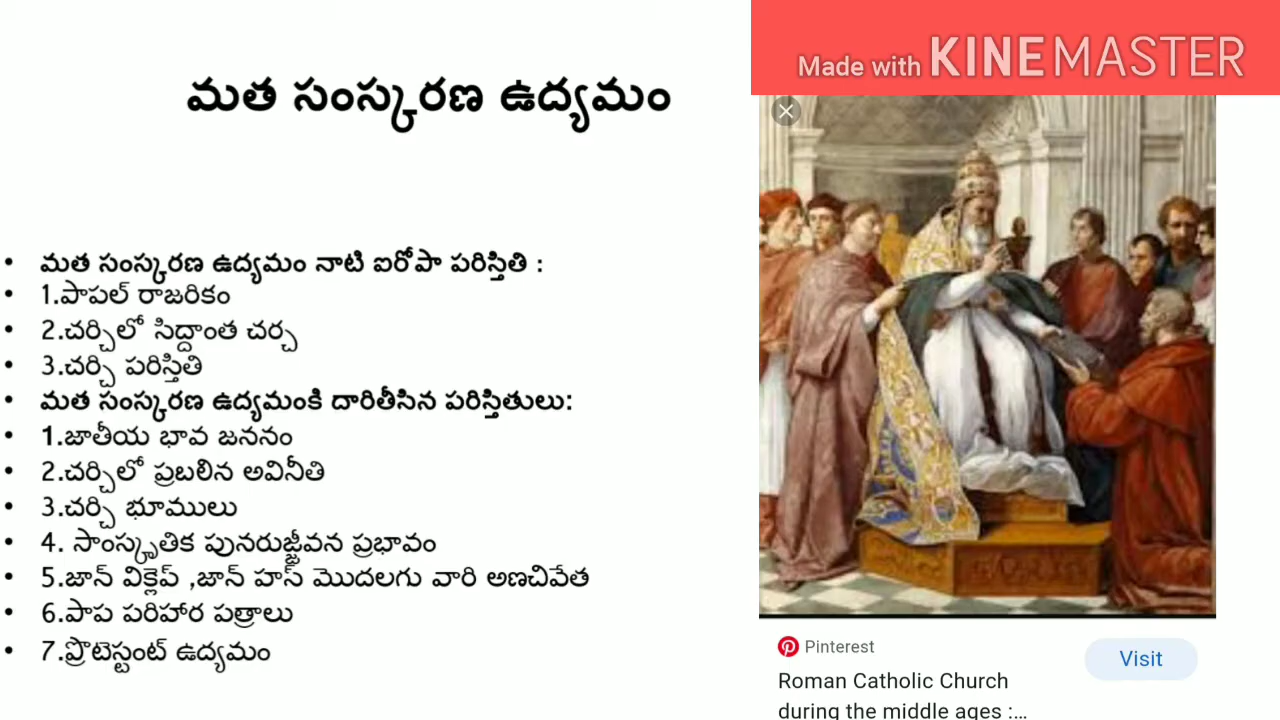 మత సంస్కరణ ఉద్యమం
• మత సంస్కరణ ఉద్యమం నాటి ఐరోపా పరిస్తితి :
• 1.పాపల్ రాజరికం
• 2.చర్చిలో సిద్దాంత చర్చ
• 3.చర్చి పరిస్తితి
• మత సంస్కరణ ఉద్యమంకి దారితీసిన పరిస్తితులు:
• 1.జాతీయ భావ జననం
• 2.చర్చిలో ప్రబలిన అవినీతి
• 3.చర్చి భూములు
• 4. సాంస్కృతిక పునరుజ్జీవన ప్రభావం
• 5.జాన్ విక్లెప్ ,జాన్ హస్ మొదలగు వారి అణచివేత
• 6.పాప పరిహార పత్రాలు
• 7.ప్రొటెస్టంట్ ఉద్యమం
Made with KINEMASTER
Pinterest
Visit
Roman Catholic Church
during the middle ages :...